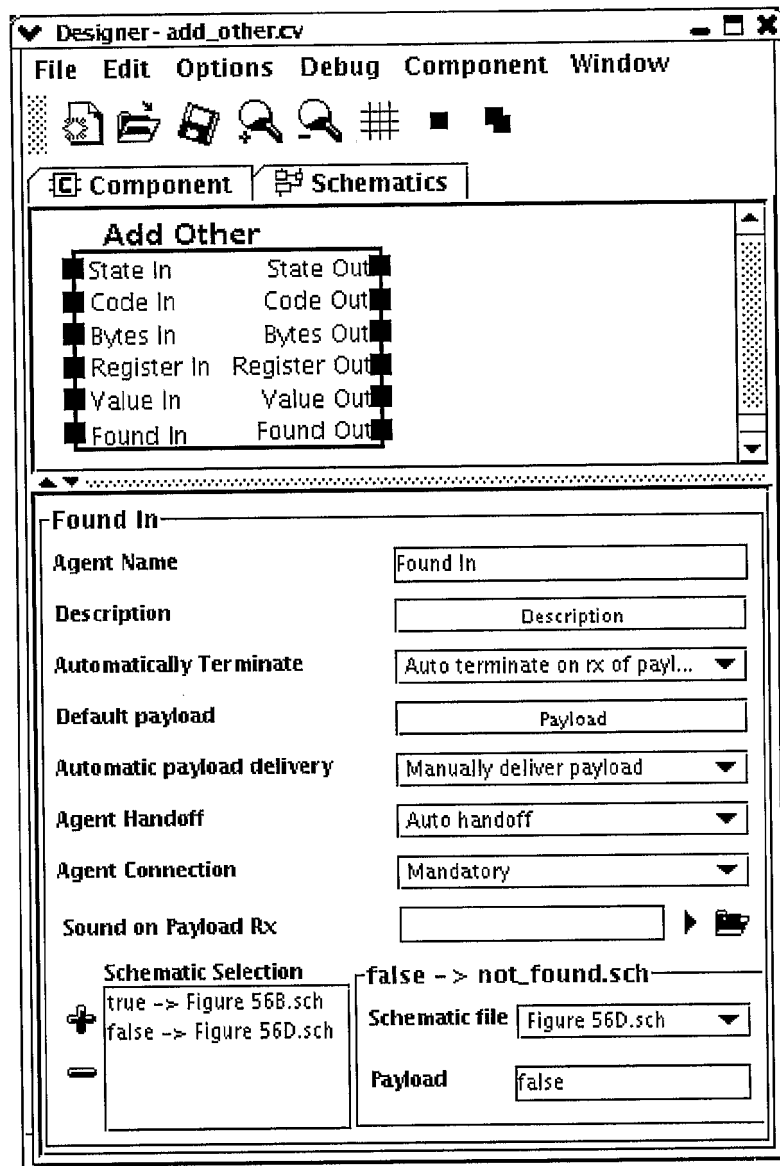 Designer- add_other.cv
File Edit Options Debug Component Window
C Component Schematics
Add Other
State In State Out
Code In Code Out
Bytes In Bytes Out
Register In Register Out
Value In Value Out
Found In Found Out
Found In
Agent Name Found In
Description Description
Automatically Terminate Auto terminate on rx of payl...
Default payload Payload
Automatic payload delivery Manually deliver payload
Agent Handoff Auto handoff
Agent Connection Mandatory
Sound on Payload Rx
Schematic Selection
true -> Figure 56B.sch
false -> Figure 56D.sch
false -> not_found.sch
Schematic file Figure 56D.sch
Payload false